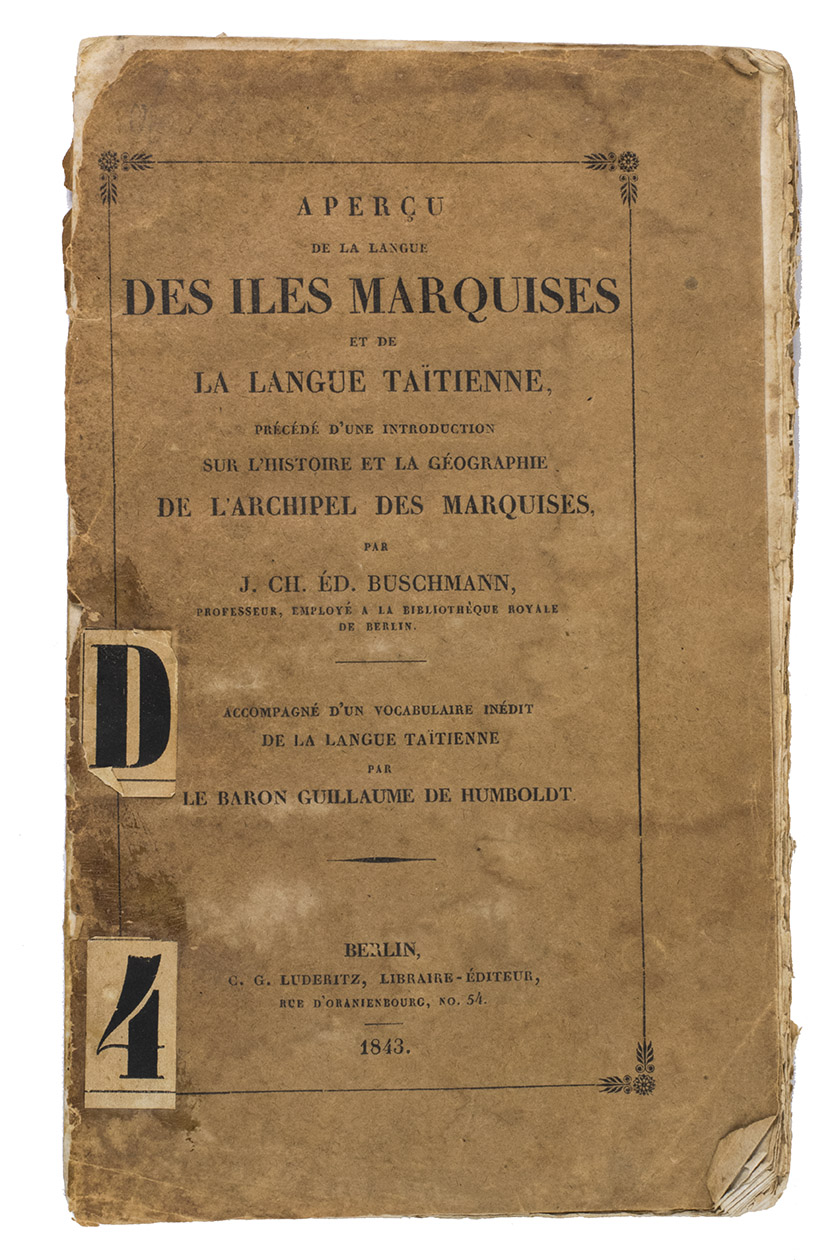 APERÇU
DE LA LANGUE
DES ILES MARQUISES
ET DE
LA LANGUE TAÏTIENNE,
PRÉCÉDÉ D'UNE INTRODUCTION
SUR L'HISTOIRE ET LA GÉOGRAPHIE
DE L'ARCHIPEL DES MARQUISES,
PAR
J. CH. ÉD. BUSCHMANN,
PROFESSEUR, EMPLOYÉ A LA BIBLIOTHÈQUE ROYALE
DE BERLIN.
D
ACCOMPAGNÉ D'UN VOCABULAIRE INÉDIT
DE LA LANGUE TAÏTIENNE
PAR
LE BARON GUILLAUME DE HUMBOLDT.
BERLIN,
C. G. LUDERITZ, LIBRAIRE-ÉDITEUR,
RUE D'ORANIENBOURG, NO. 54.
4
1843.